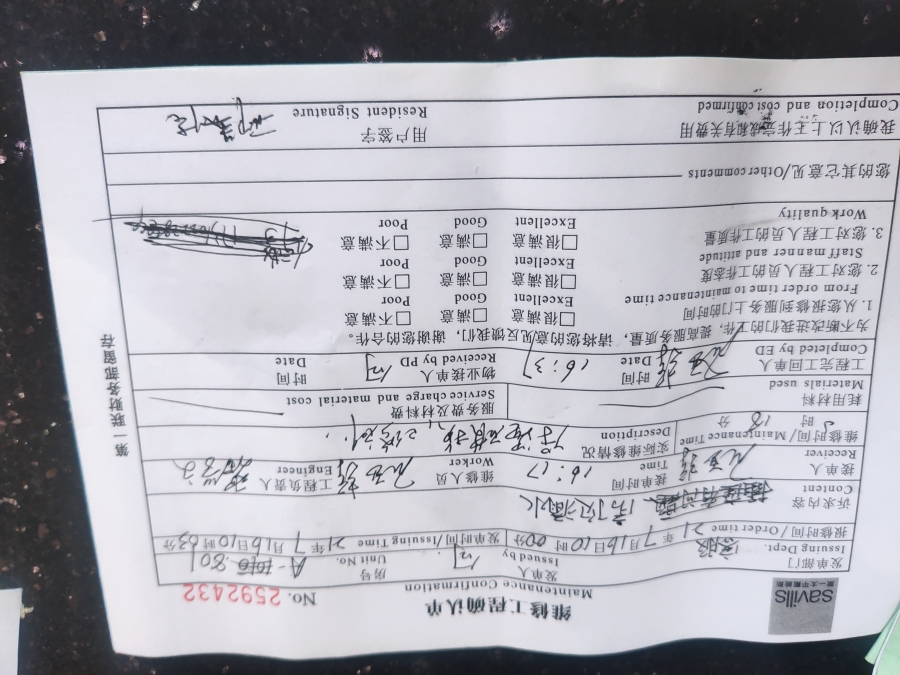 savills
第一太平戴维斯
维修工程确认单
Maintenance Confirmation
No. 2592432
发单部门
Issuing Dept.
发单人
Issued by
房号
Unit No. A- 801
报修时间/Order time 21年7月16日10时00分
发单时间/Issuing Time 21年7月16日10时03分
诉求内容
Content
接单人
Receiver
接单时间
Time 16:17
维修人员
Worker
工程负责人
Engineer
维修时间/Maintenance Time
时 18 分
实际维修情况
Description
耗用材料
Materials used
服务费及材料费
Service charge and material cost
工程完工回单人
Completed by ED
时间
Date 16:37
物业接单人
Received by PD
时间
Date
为不断改进我们的工作，提高服务质量，请将您的意见反馈我们，谢谢您的合作。
1. 您从报修到服务上门的时间 □很满意 □满意 □不满意
From order time to maintenance time Excellent Good Poor
2. 您对工程人员的工作态度 □很满意 □满意 □不满意
Staff manner and attitude Excellent Good Poor
3. 您对工程人员的工作质量 □很满意 □满意 □不满意
Work quality Excellent Good Poor
您的其它意见/Other comments
我确认以上工作完成和有关费用
Completion and cost confirmed
用户签字
Resident Signature
第一联财务部留存